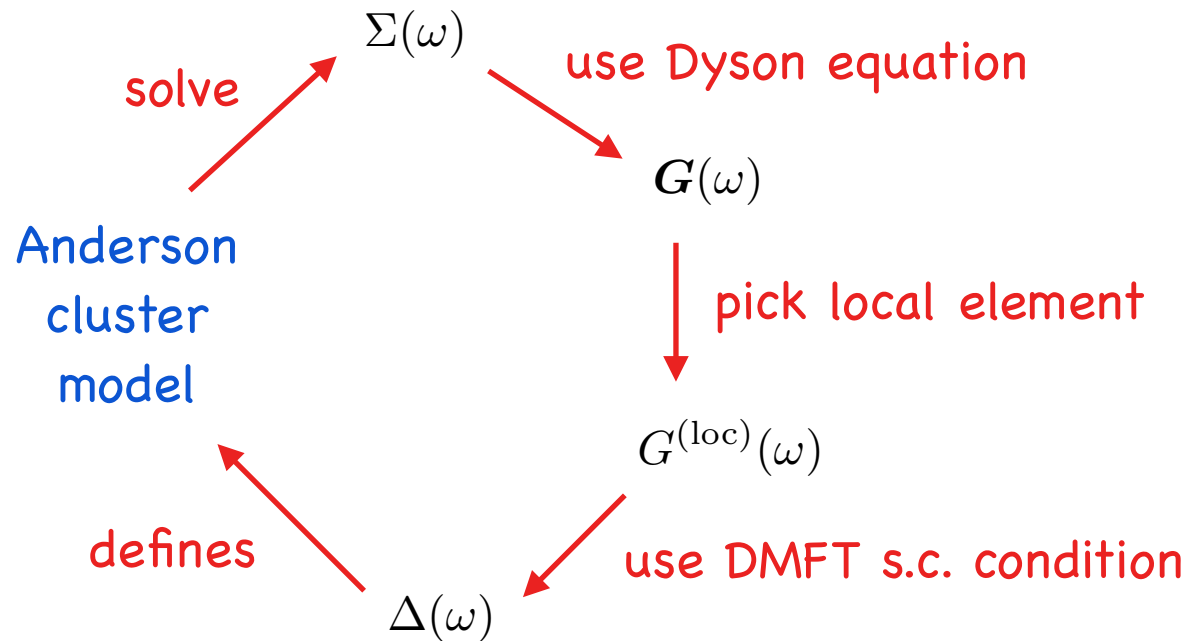 Σ(ω)
solve
use Dyson equation
G(ω)
Anderson
cluster
model
pick local element
G^(loc)(ω)
defines
use DMFT s.c. condition
Δ(ω)